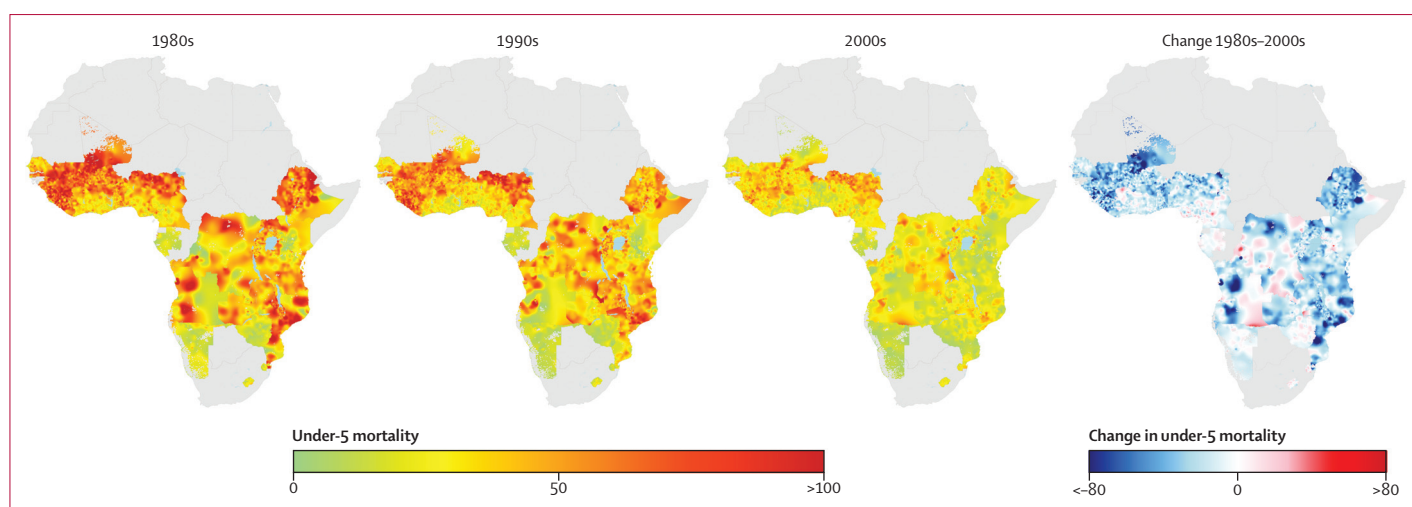 1980s
1990s
2000s
Change 1980s–2000s
Under-5 mortality
0
50
>100
Change in under-5 mortality
<–80
0
>80